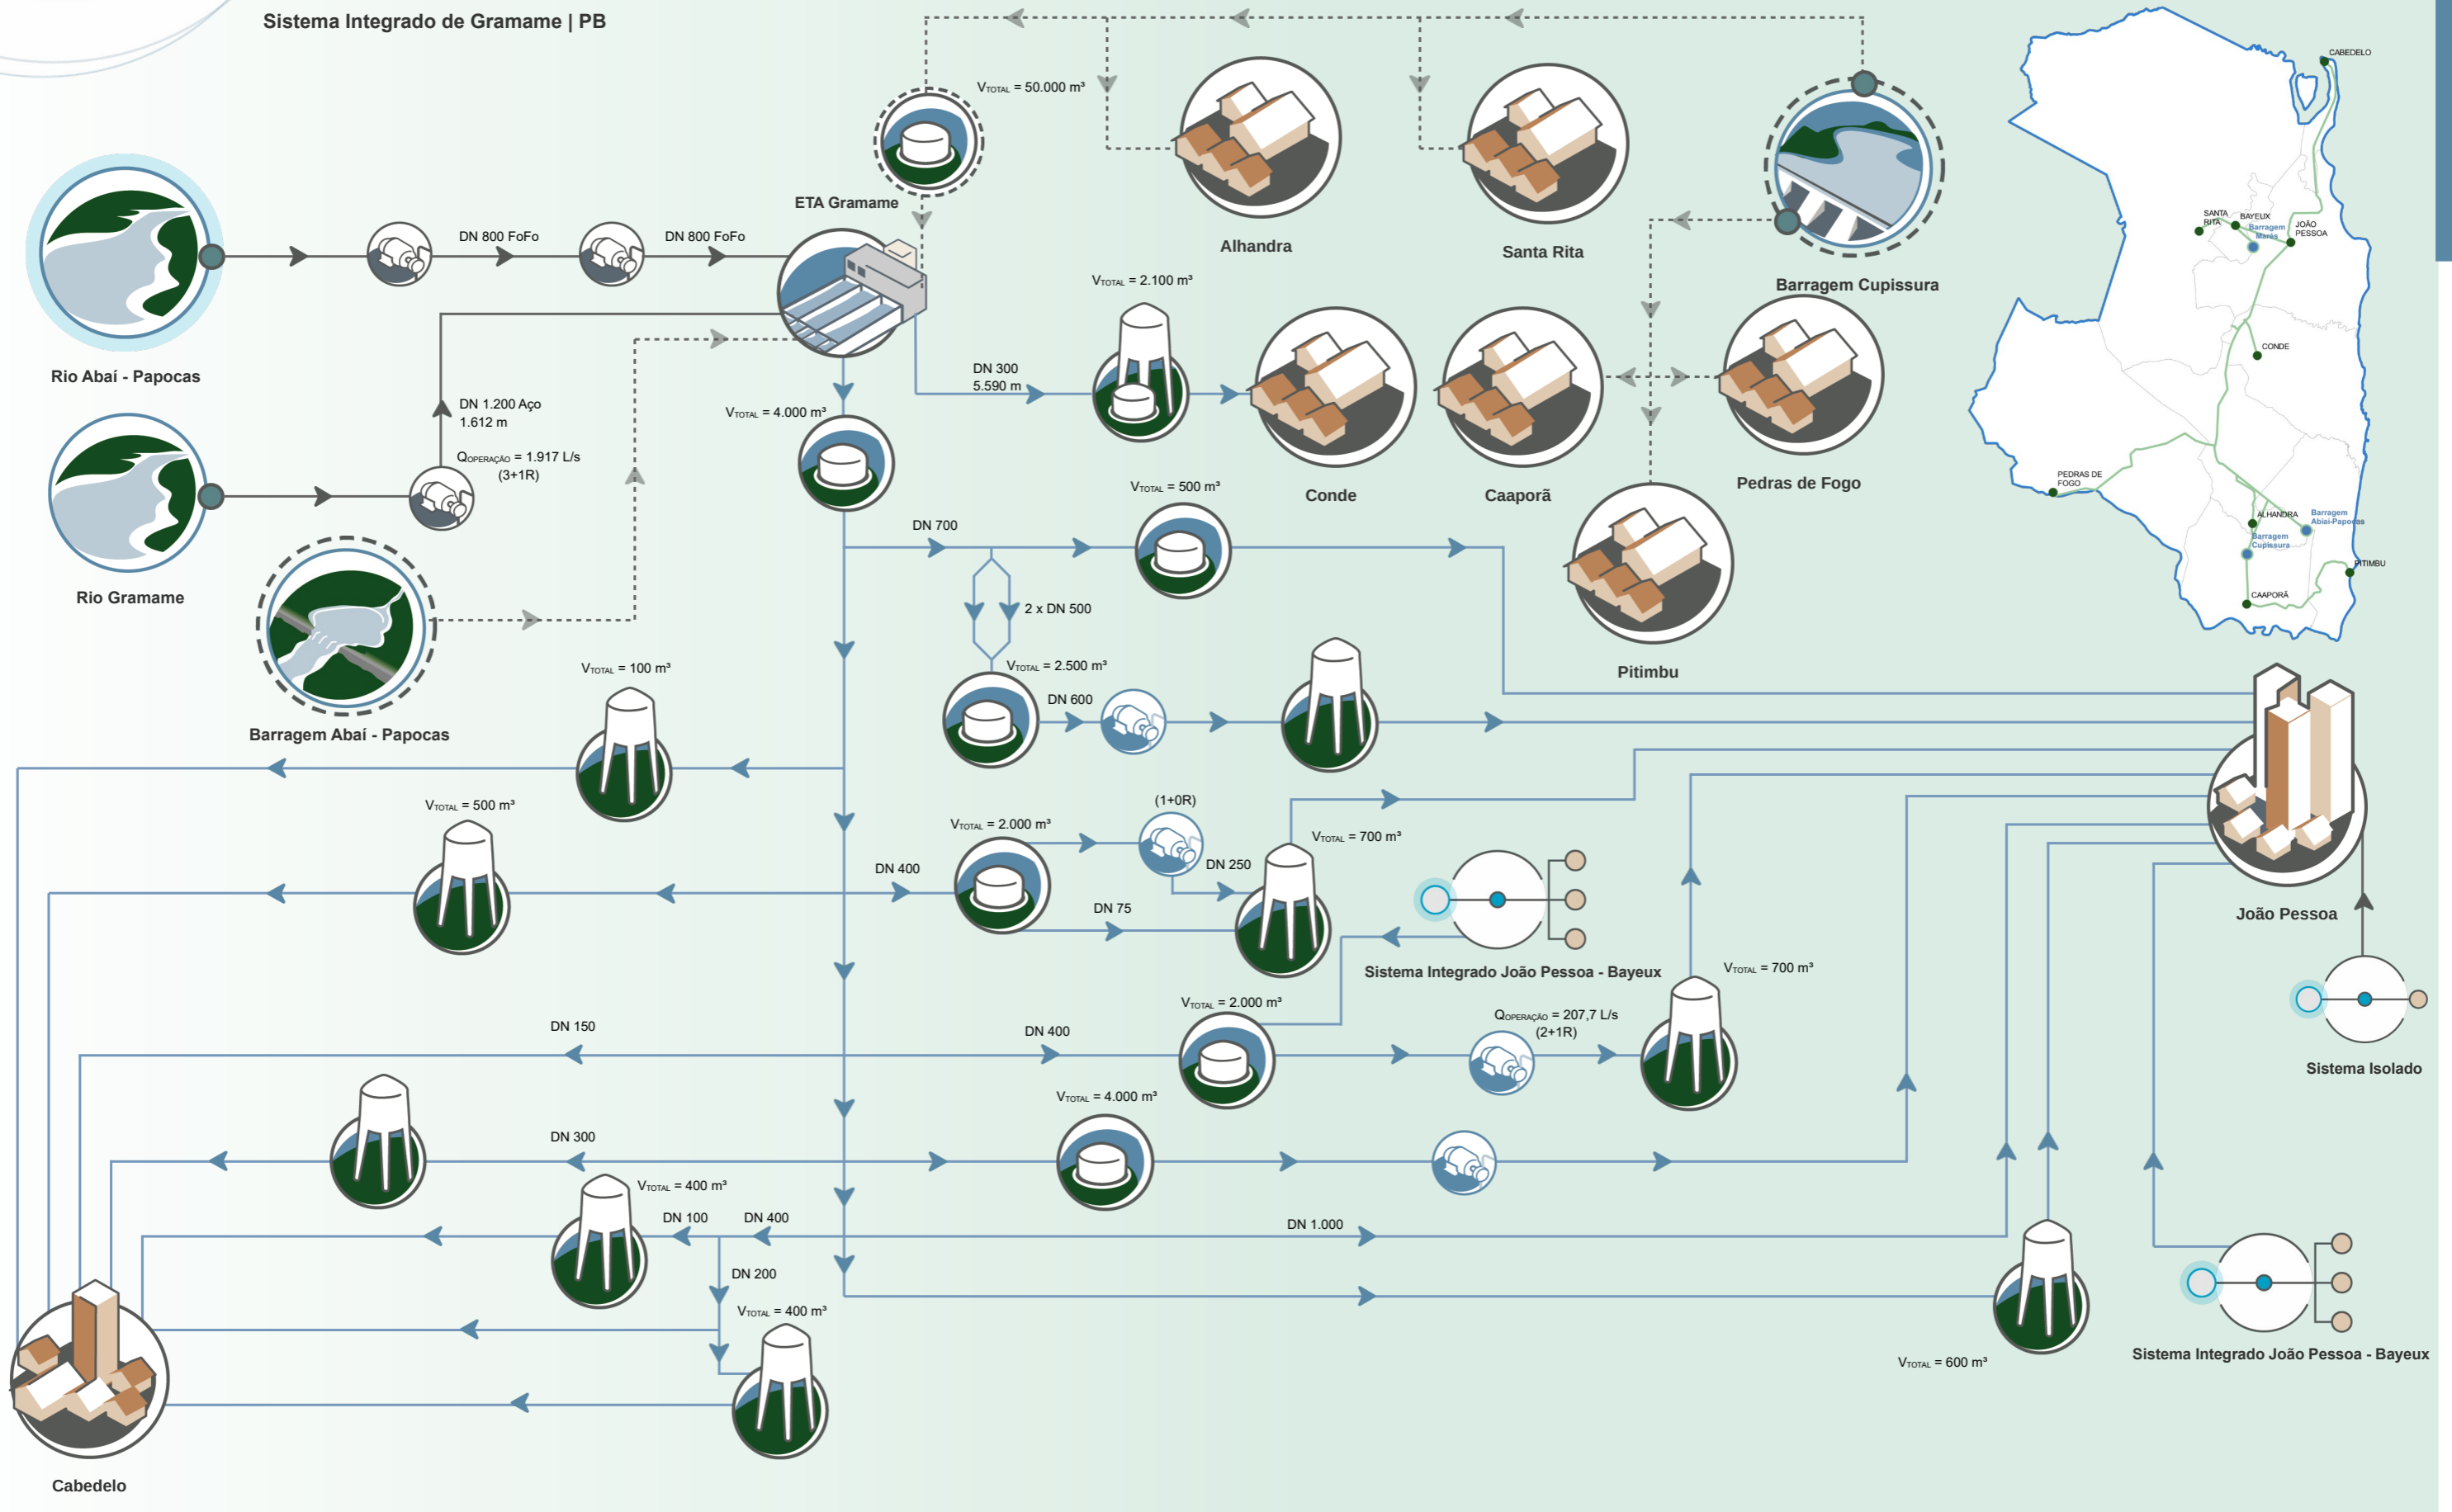 Sistema Integrado de Gramame | PB
VTOTAL = 50.000 m³
ETA Gramame
Alhandra
Santa Rita
Barragem Cupissura
CABEDELO
SANTA
RITA
BAYEUX
Barragem
Marés
JOÃO
PESSOA
CONDE
PEDRAS DE
FOGO
ALHANDRA
Barragem
Abiaí-Papocas
Barragem
Cupissura
PITIMBU
CAAPORÃ
DN 800 FoFo
DN 800 FoFo
Rio Abaí - Papocas
VTOTAL = 2.100 m³
DN 300
5.590 m
DN 1.200 Aço
1.612 m
VTOTAL = 4.000 m³
QOPERAÇÃO = 1.917 L/s
(3+1R)
Conde
Caaporã
Pedras de Fogo
VTOTAL = 500 m³
DN 700
Rio Gramame
2 x DN 500
VTOTAL = 100 m³
VTOTAL = 2.500 m³
DN 600
Pitimbu
Barragem Abaí - Papocas
VTOTAL = 500 m³
(1+0R)
VTOTAL = 2.000 m³
VTOTAL = 700 m³
DN 400
DN 250
DN 75
João Pessoa
Sistema Integrado João Pessoa - Bayeux
VTOTAL = 700 m³
VTOTAL = 2.000 m³
QOPERAÇÃO = 207,7 L/s
(2+1R)
DN 150
DN 400
Sistema Isolado
VTOTAL = 4.000 m³
DN 300
VTOTAL = 400 m³
DN 100
DN 400
DN 1.000
DN 200
VTOTAL = 400 m³
VTOTAL = 600 m³
Sistema Integrado João Pessoa - Bayeux
Cabedelo